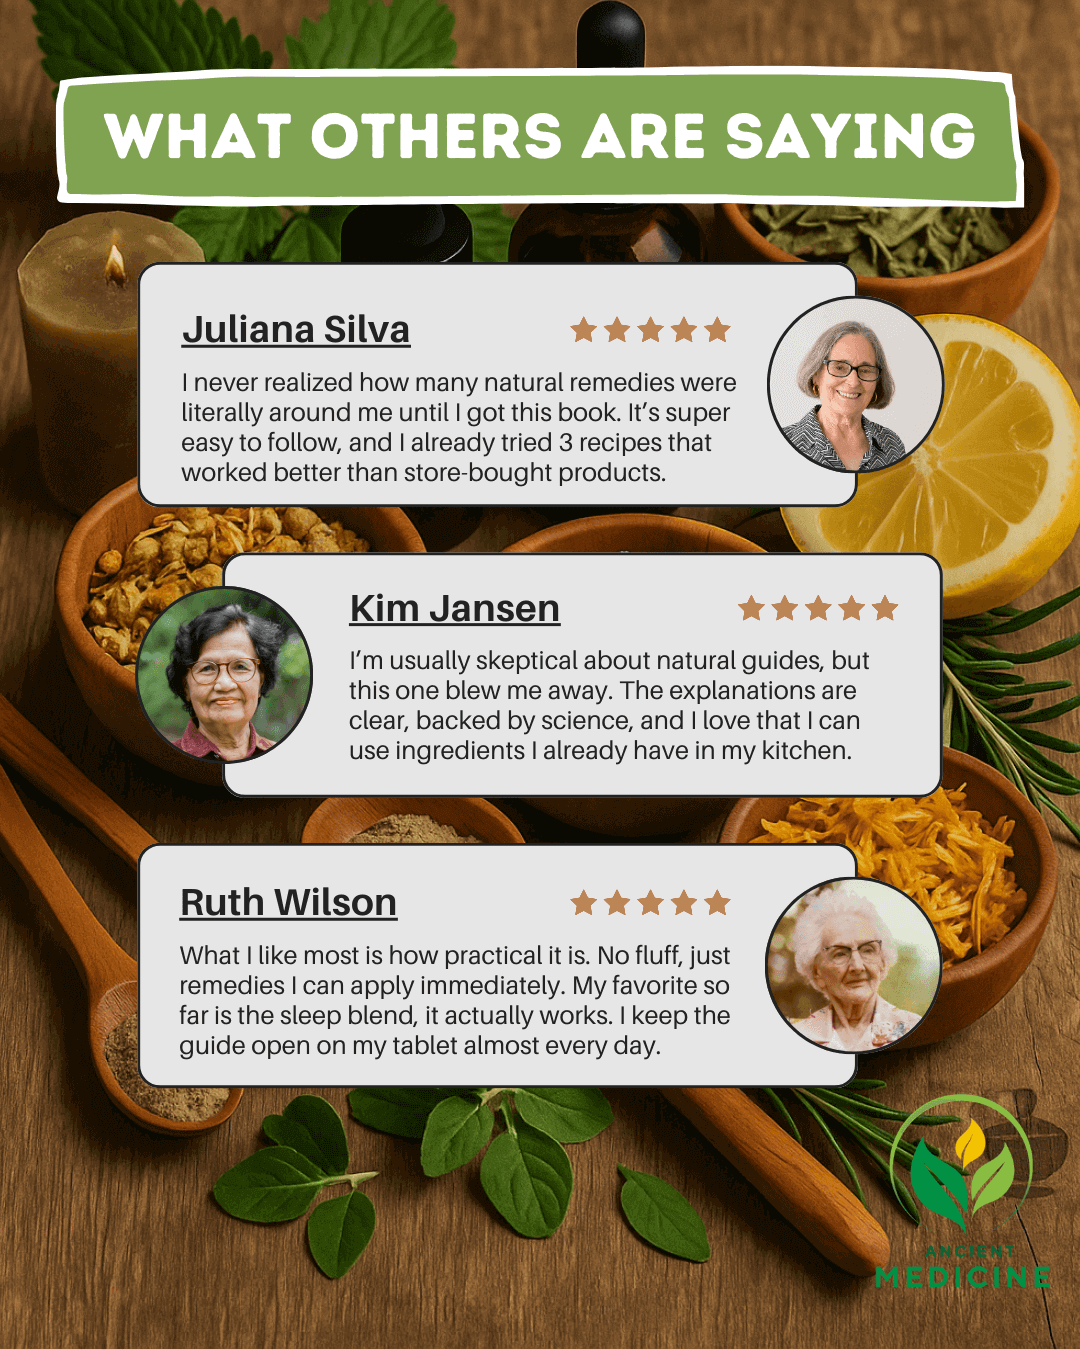 WHAT OTHERS ARE SAYING
Juliana Silva
I never realized how many natural remedies were
literally around me until I got this book. It’s super
easy to follow, and I already tried 3 recipes that
worked better than store-bought products.
Kim Jansen
I’m usually skeptical about natural guides, but
this one blew me away. The explanations are
clear, backed by science, and I love that I can
use ingredients I already have in my kitchen.
Ruth Wilson
What I like most is how practical it is. No fluff, just
remedies I can apply immediately. My favorite so
far is the sleep blend, it actually works. I keep the
guide open on my tablet almost every day.
ANCIENT
MEDICINE